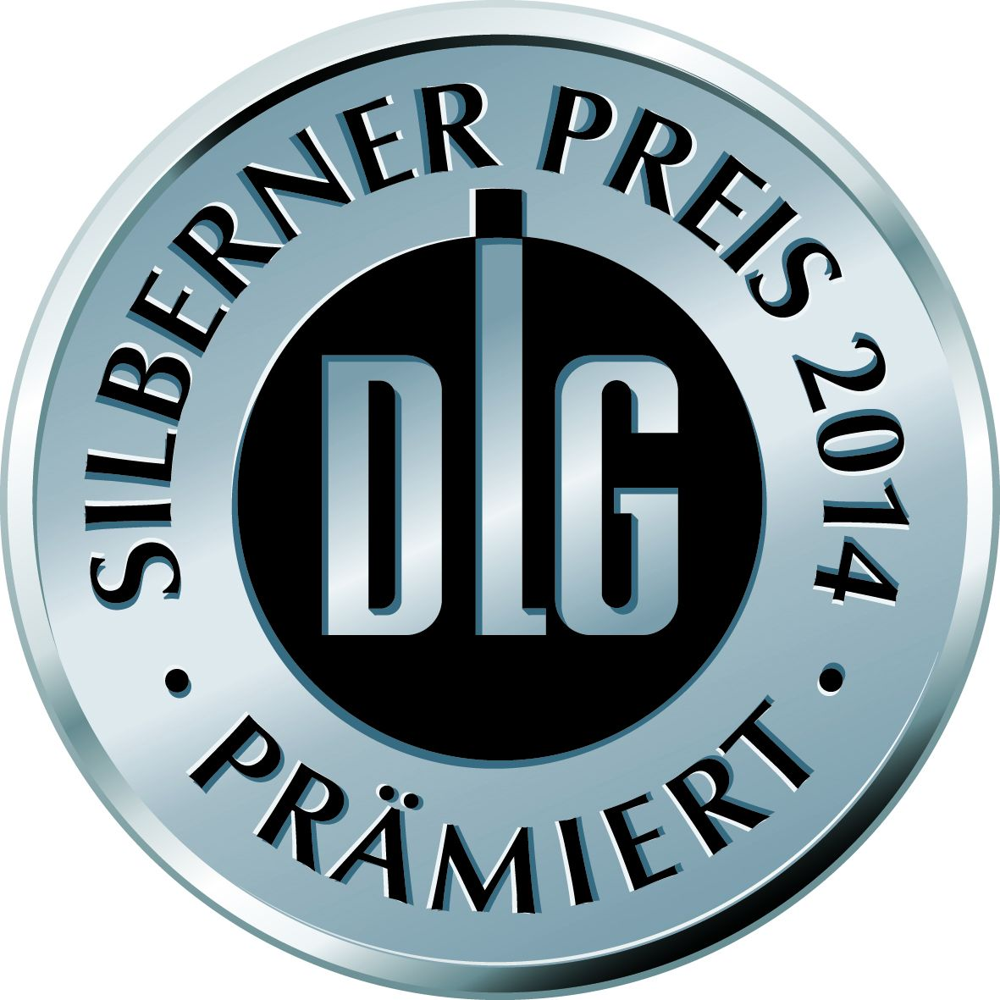 SILBERNER PREIS 2014
DLG
• PRÄMIERT •